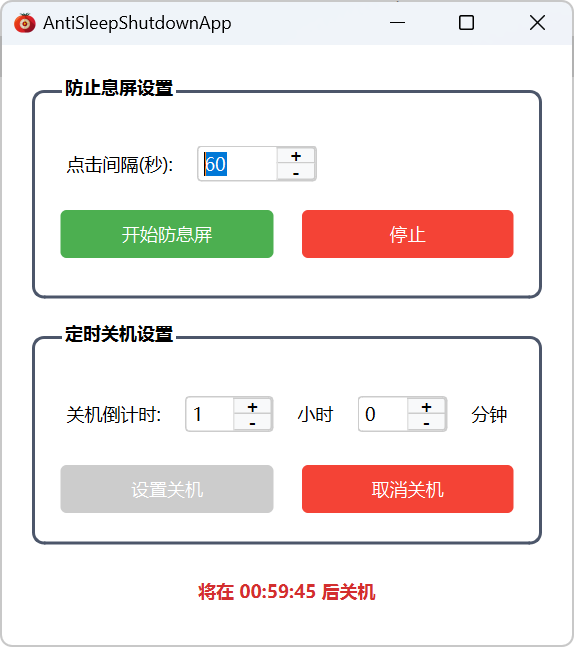 AntiSleepShutdownApp
防止息屏设置
点击间隔(秒): 60 + -
开始防息屏 停止
定时关机设置
关机倒计时: 1 + - 小时 0 + - 分钟
设置关机 取消关机
将在 00:59:45 后关机